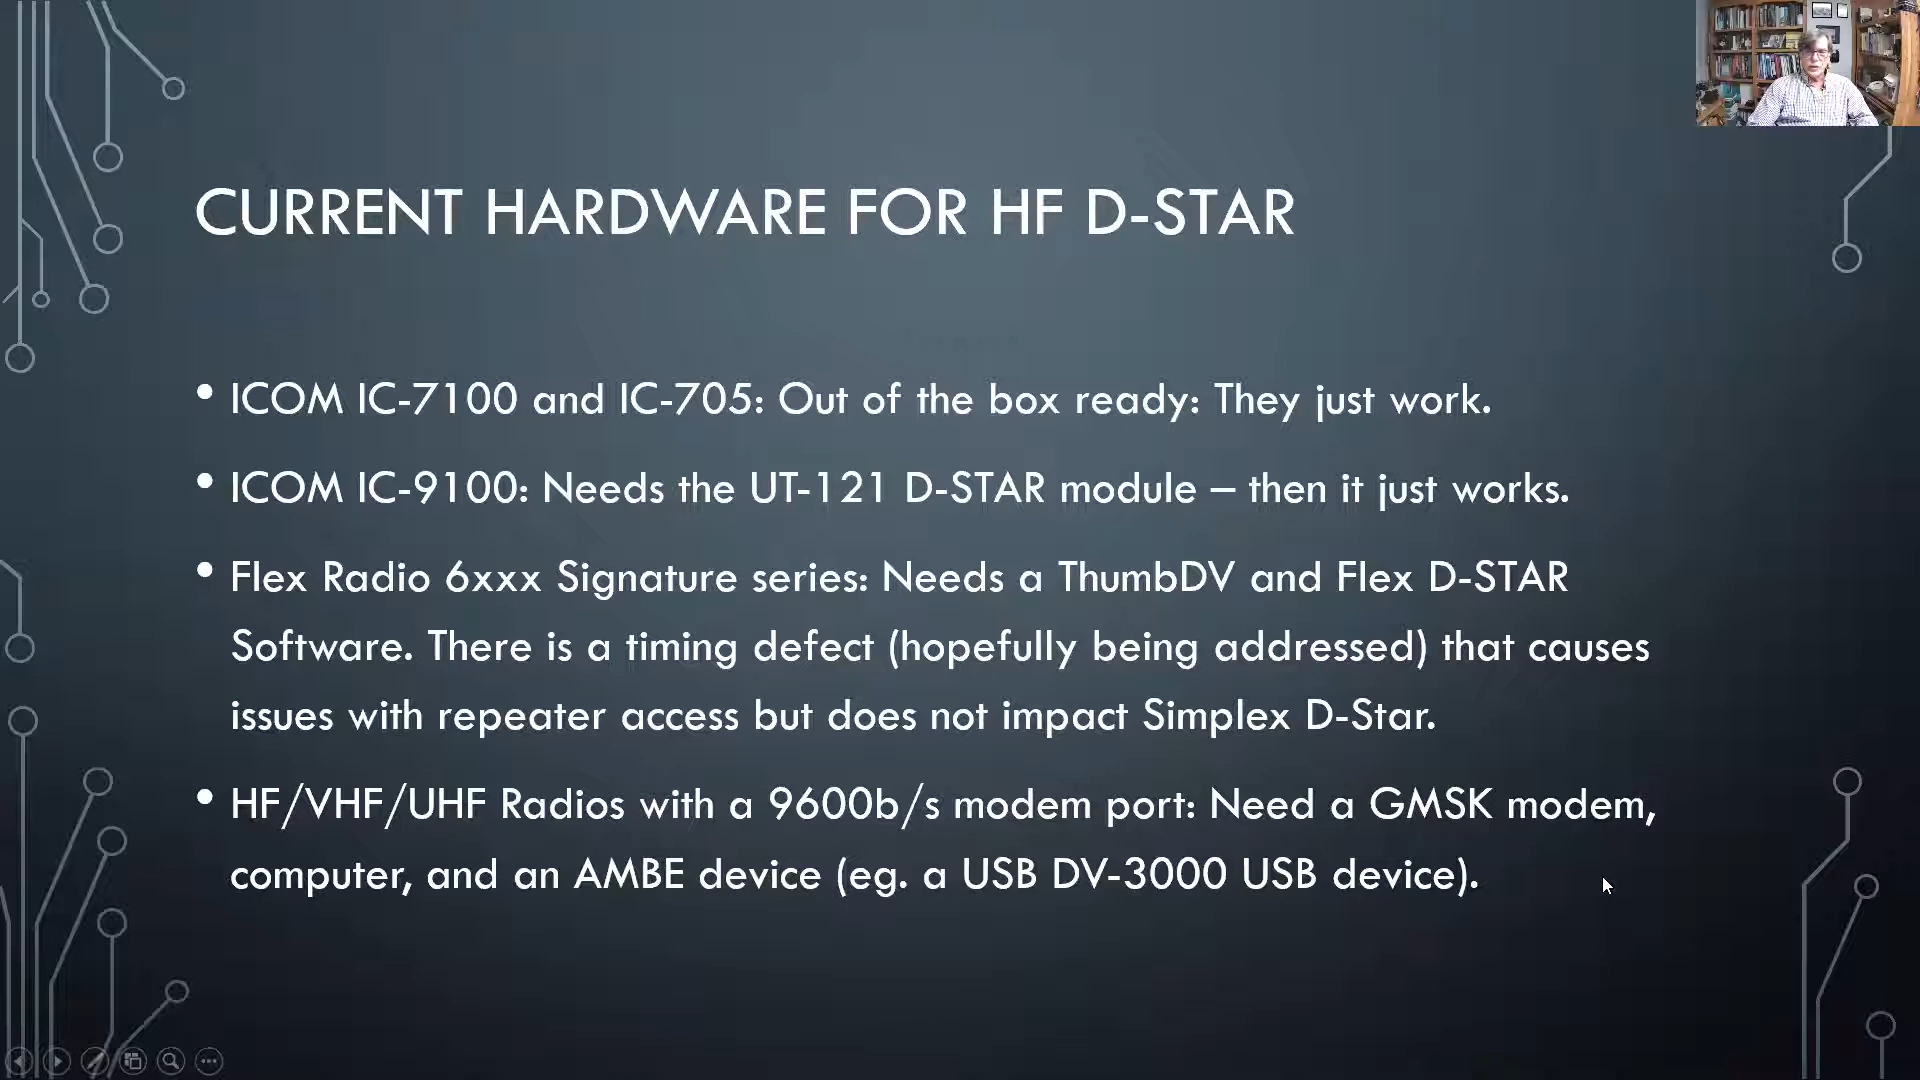 CURRENT HARDWARE FOR HF D-STAR
• ICOM IC-7100 and IC-705: Out of the box ready: They just work.
• ICOM IC-9100: Needs the UT-121 D-STAR module – then it just works.
• Flex Radio 6xxx Signature series: Needs a ThumbDV and Flex D-STAR
Software. There is a timing defect (hopefully being addressed) that causes
issues with repeater access but does not impact Simplex D-Star.
• HF/VHF/UHF Radios with a 9600b/s modem port: Need a GMSK modem,
computer, and an AMBE device (eg. a USB DV-3000 USB device).